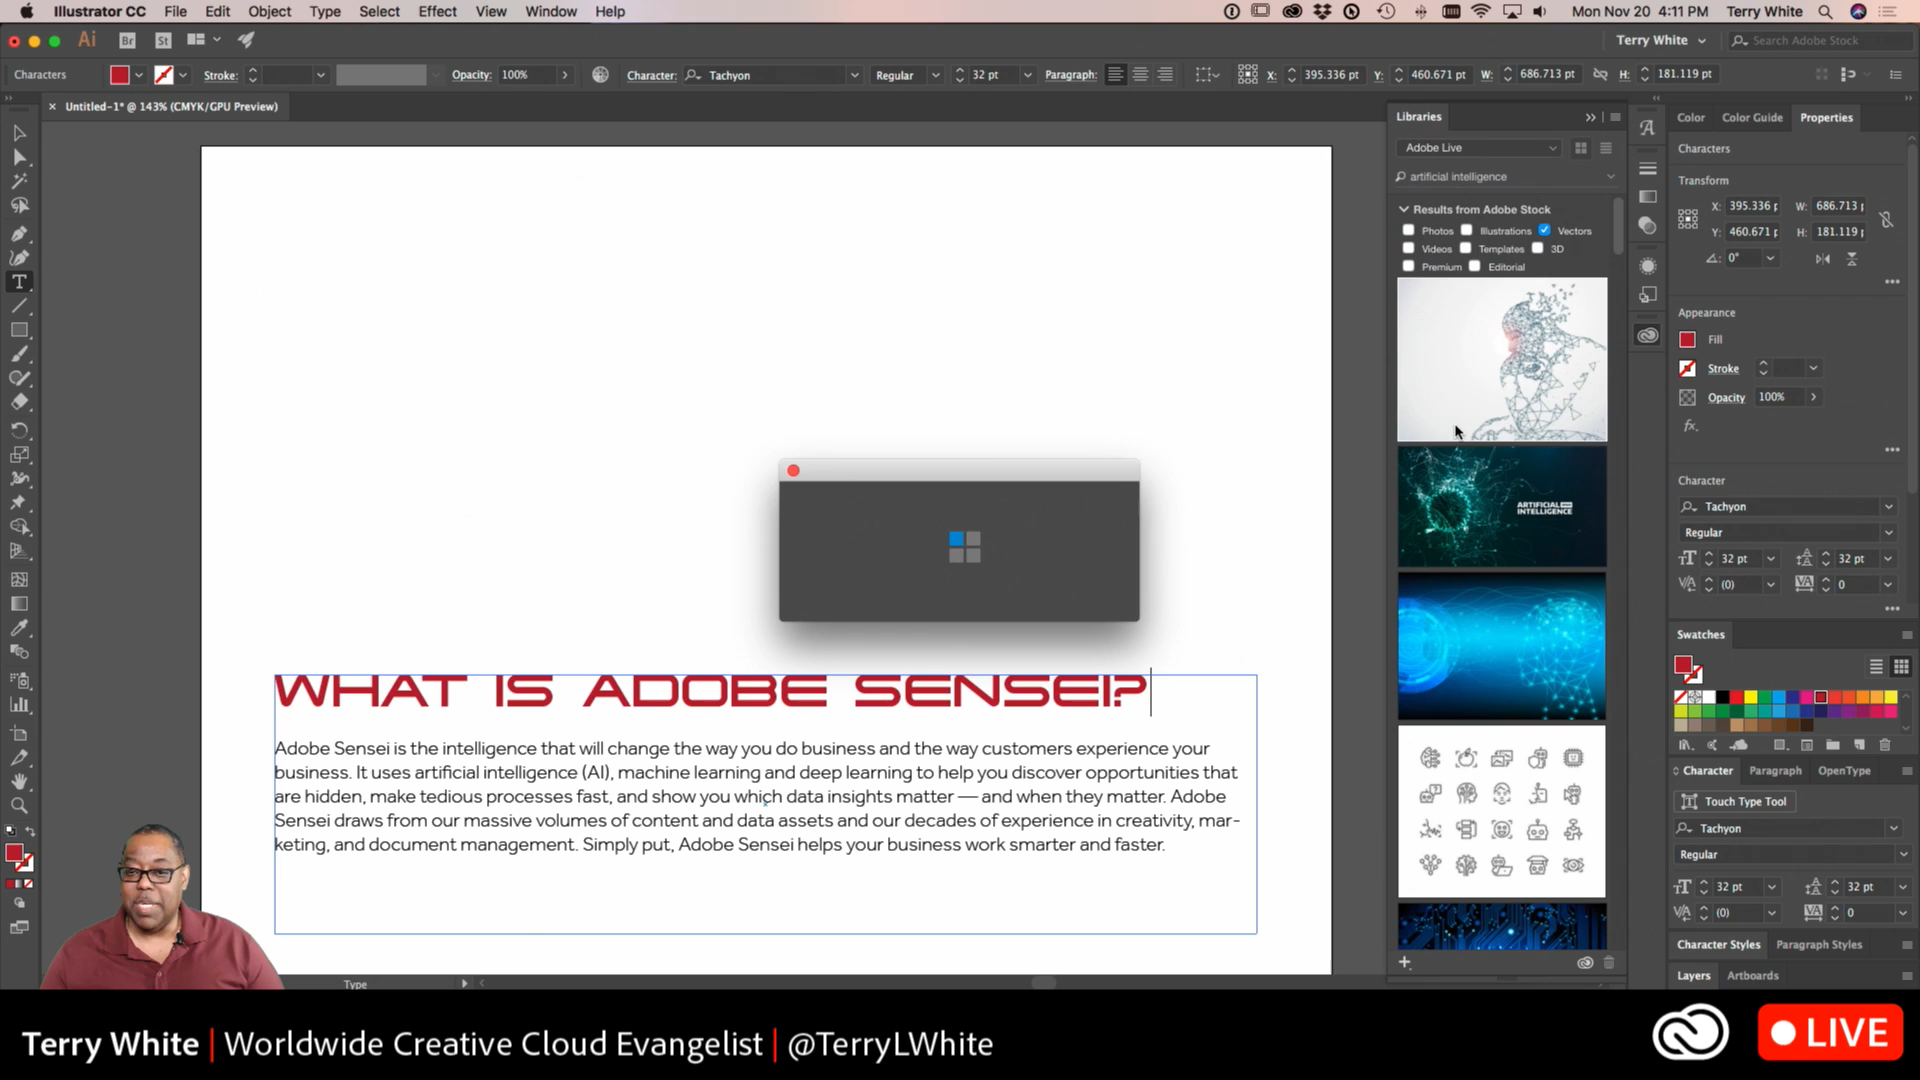 Illustrator CC File Edit Object Type Select Effect View Window Help
Mon Nov 20 4:11 PM Terry White
Ai Br St Terry White Search Adobe Stock
Characters Stroke: Opacity: 100% Character: Tachyon Regular 32 pt Paragraph: X: 395.336 pt Y: 460.671 pt W: 686.713 pt H: 181.119 pt
Untitled-1* @ 143% (CMYK/GPU Preview)
Libraries
Adobe Live
artificial intelligence
Results from Adobe Stock
Photos Illustrations Vectors
Videos Templates 3D
Premium Editorial
ARTIFICIAL
INTELLIGENCE
Color Color Guide Properties
Characters
Transform
X: 395.336 p W: 686.713 p
Y: 460.671 p H: 181.119 p
0°
Appearance
Fill
Stroke
Opacity 100%
fx.
Character
Tachyon
Regular
32 pt 32 pt
(0) 0
Swatches
Character Paragraph OpenType
Touch Type Tool
Tachyon
Regular
32 pt 32 pt
(0) 0
Character Styles Paragraph Styles
Layers Artboards
WHAT IS ADOBE SENSEI?
Adobe Sensei is the intelligence that will change the way you do business and the way customers experience your
business. It uses artificial intelligence (AI), machine learning and deep learning to help you discover opportunities that
are hidden, make tedious processes fast, and show you which data insights matter — and when they matter. Adobe
Sensei draws from our massive volumes of content and data assets and our decades of experience in creativity, mar-
keting, and document management. Simply put, Adobe Sensei helps your business work smarter and faster.
Type
Terry White | Worldwide Creative Cloud Evangelist | @TerryLWhite
LIVE